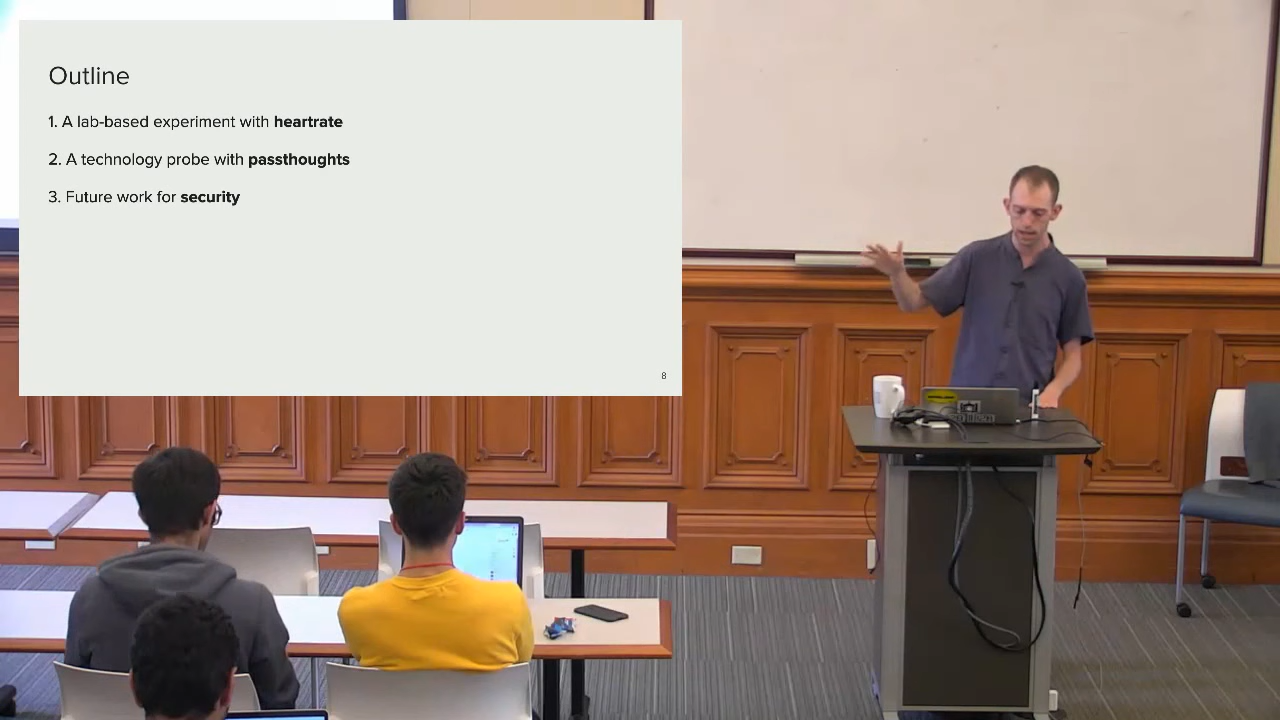 Outline
1. A lab-based experiment with heartrate
2. A technology probe with passthoughts
3. Future work for security
8